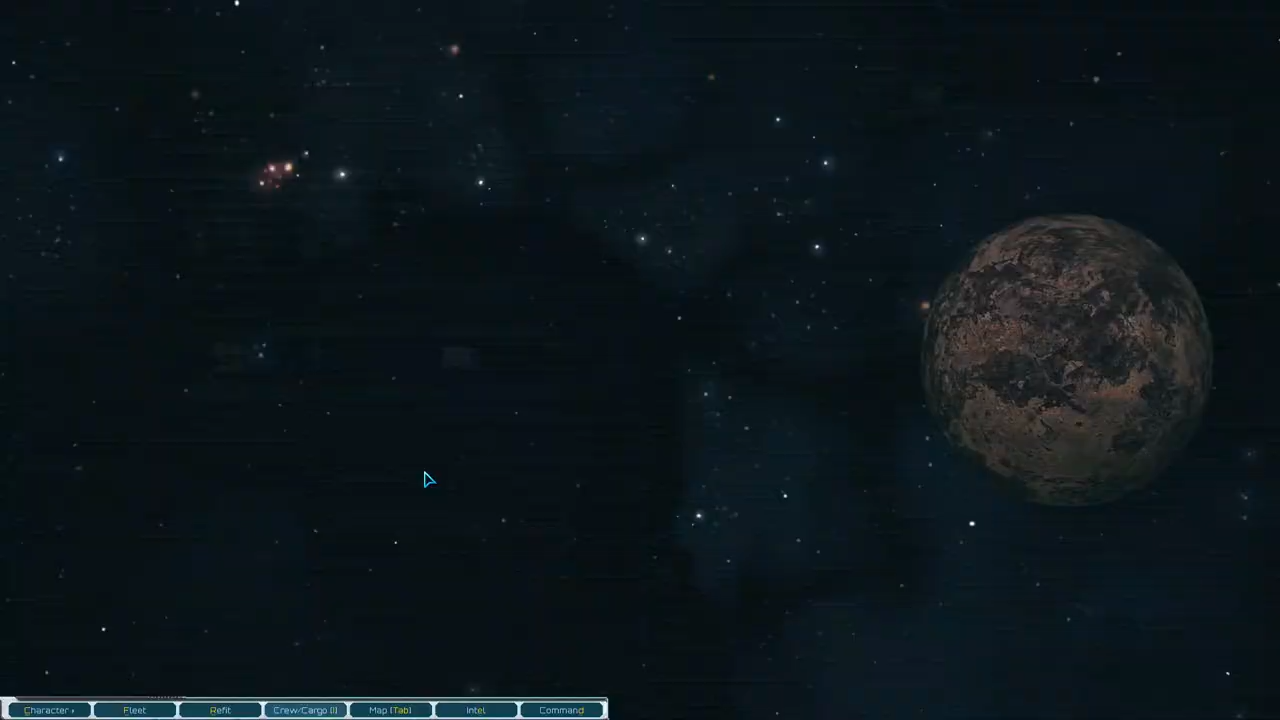 Character
Fleet
Refit
Crew/Cargo (I)
Map (Tab)
Intel
Command